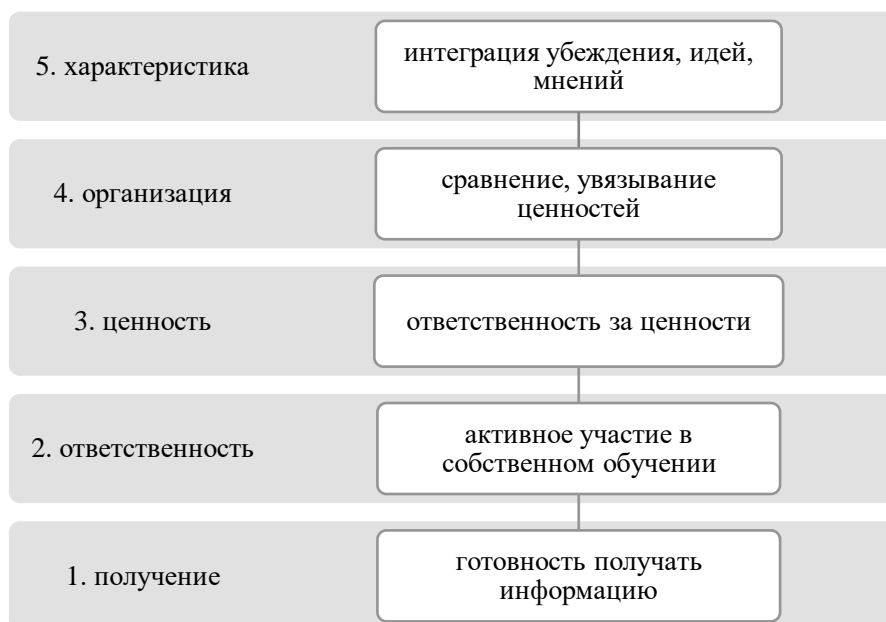 5. характеристика
интеграция убеждения, идей,
мнений
4. организация
сравнение, увязывание
ценностей
3. ценность
ответственность за ценности
2. ответственность
активное участие в
собственном обучении
1. получение
готовность получать
информацию